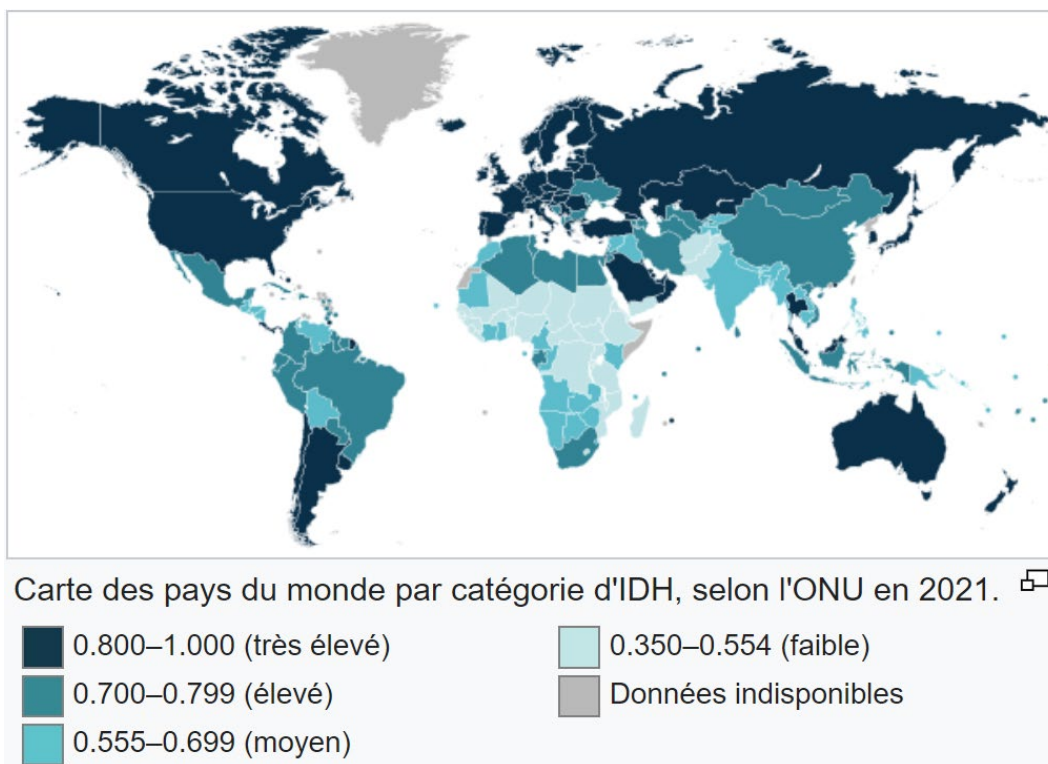 Carte des pays du monde par catégorie d'IDH, selon l'ONU en 2021.
0.800–1.000 (très élevé)
0.700–0.799 (élevé)
0.555–0.699 (moyen)
0.350–0.554 (faible)
Données indisponibles